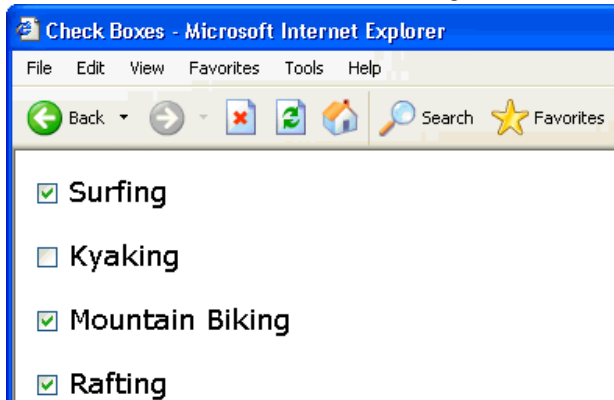 Check Boxes - Microsoft Internet Explorer
File Edit View Favorites Tools Help
Back Search Favorites
Surfing
Kyaking
Mountain Biking
Rafting